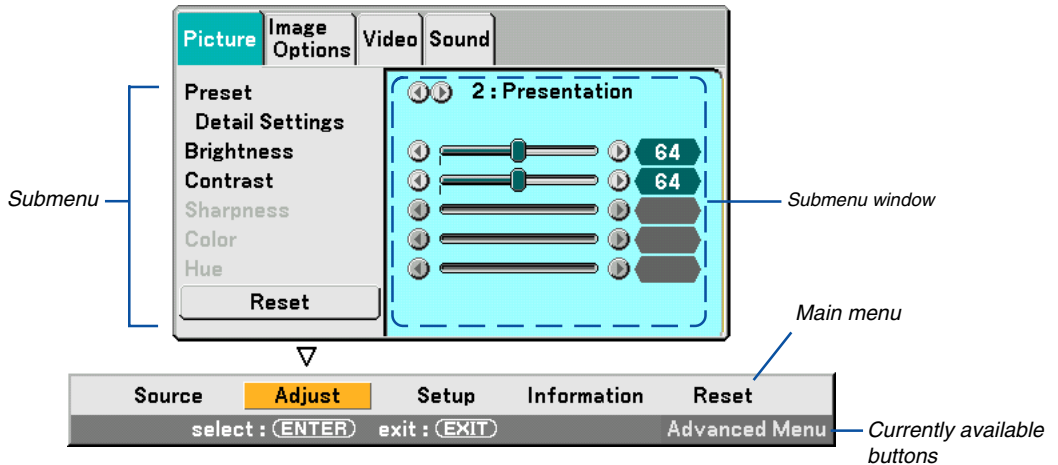 Picture
Image
Options
Video
Sound
Preset
2 : Presentation
Detail Settings
Brightness
64
Contrast
64
Submenu
Submenu window
Sharpness
Color
Hue
Reset
Main menu
Source Adjust Setup Information Reset
select : ENTER exit : EXIT Advanced Menu
Currently available
buttons